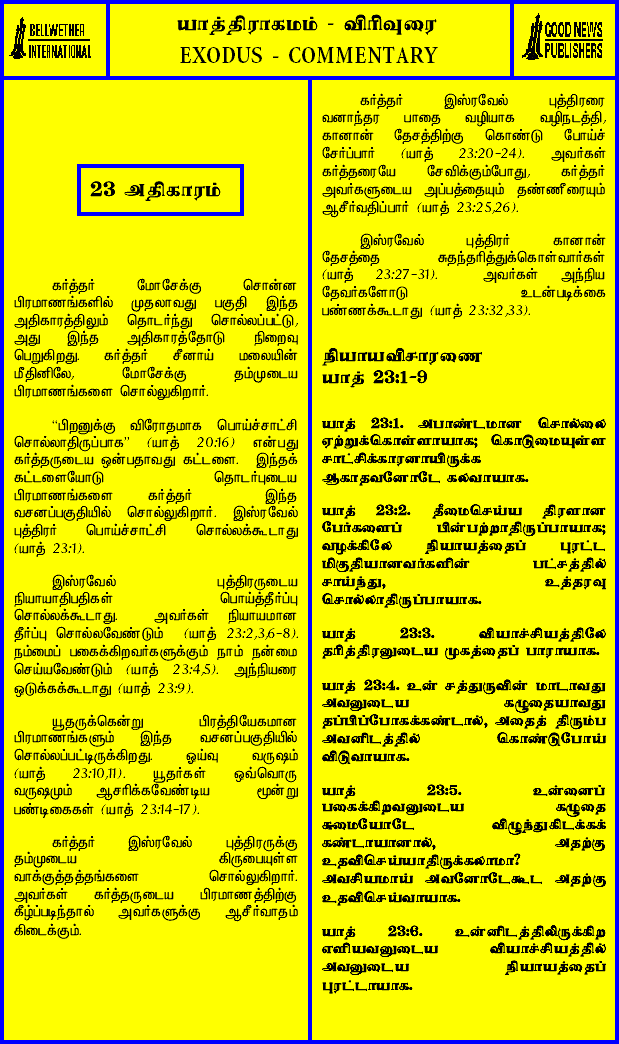 BELLWETHER
INTERNATIONAL
யாத்திராகமம் - விரிவுரை
EXODUS - COMMENTARY
GOOD NEWS
PUBLISHERS
23 அதிகாரம்
கர்த்தர் மோசேக்கு சொன்ன
பிரமாணங்களில் முதலாவது பகுதி இந்த
அதிகாரத்திலும் தொடர்ந்து சொல்லப்பட்டு,
அது இந்த அதிகாரத்தோடு நிறைவு
பெறுகிறது. கர்த்தர் சீனாய் மலையின்
மீதினிலே, மோசேக்கு தம்முடைய
பிரமாணங்களை சொல்லுகிறார்.
“பிறனுக்கு விரோதமாக பொய்ச்சாட்சி
சொல்லாதிருப்பாக” (யாத் 20:16) என்பது
கர்த்தருடைய ஒன்பதாவது கட்டளை. இந்தக்
கட்டளையோடு தொடர்புடைய
பிரமாணங்களை கர்த்தர் இந்த
வசனப்பகுதியில் சொல்லுகிறார். இஸ்ரவேல்
புத்திரர் பொய்ச்சாட்சி சொல்லக்கூடாது
(யாத் 23:1).
இஸ்ரவேல் புத்திரருடைய
நியாயாதிபதிகள் பொய்த்தீர்ப்பு
சொல்லக்கூடாது. அவர்கள் நியாயமான
தீர்ப்பு சொல்லவேண்டும் (யாத் 23:2,3,6-8).
நம்மைப் பகைக்கிறவர்களுக்கும் நாம் நன்மை
செய்யவேண்டும் (யாத் 23:4,5). அந்நியரை
ஒடுக்கக்கூடாது (யாத் 23:9).
யூதருக்கென்று பிரத்தியேகமான
பிரமாணங்களும் இந்த வசனப்பகுதியில்
சொல்லப்பட்டிருக்கிறது. ஓய்வு வருஷம்
(யாத் 23:10,11). யூதர்கள் ஒவ்வொரு
வருஷமும் ஆசரிக்கவேண்டிய மூன்று
பண்டிகைகள் (யாத் 23:14-17).
கர்த்தர் இஸ்ரவேல் புத்திரருக்கு
தம்முடைய கிருபையுள்ள
வாக்குத்தத்தங்களை சொல்லுகிறார்.
அவர்கள் கர்த்தருடைய பிரமாணத்திற்கு
கீழ்ப்படிந்தால் அவர்களுக்கு ஆசீர்வாதம்
கிடைக்கும்.
கர்த்தர் இஸ்ரவேல் புத்திரரை
வனாந்தர பாதை வழியாக வழிநடத்தி,
கானான் தேசத்திற்கு கொண்டு போய்ச்
சேர்ப்பார் (யாத் 23:20-24). அவர்கள்
கர்த்தரையே சேவிக்கும்போது, கர்த்தர்
அவர்களுடைய அப்பத்தையும் தண்ணீரையும்
ஆசீர்வதிப்பார் (யாத் 23:25,26).
இஸ்ரவேல் புத்திரர் கானான்
தேசத்தை சுதந்தரித்துக்கொள்வார்கள்
(யாத் 23:27-31). அவர்கள் அந்நிய
தேவர்களோடு உடன்படிக்கை
பண்ணக்கூடாது (யாத் 23:32,33).
நியாயவிசாரணை
யாத் 23:1-9
யாத் 23:1. அபாண்டமான சொல்லை
ஏற்றுக்கொள்ளாயாக; கொடுமையுள்ள
சாட்சிக்காரனாயிருக்க
ஆகாதவனோடே கலவாயாக.
யாத் 23:2. தீமைசெய்ய திரளான
பேர்களைப் பின்பற்றாதிருப்பாயாக;
வழக்கிலே நியாயத்தைப் புரட்ட
மிகுதியானவர்களின் பட்சத்தில்
சாய்ந்து, உத்தரவு
சொல்லாதிருப்பாயாக.
யாத் 23:3. வியாச்சியத்திலே
தரித்திரனுடைய முகத்தைப் பாராயாக.
யாத் 23:4. உன் சத்துருவின் மாடாவது
அவனுடைய கழுதையாவது
தப்பிப்போகக்கண்டால், அதைத் திரும்ப
அவனிடத்தில் கொண்டுபோய்
விடுவாயாக.
யாத் 23:5. உன்னைப்
பகைக்கிறவனுடைய கழுதை
சுமையோடே விழுந்துகிடக்கக்
கண்டாயானால், அதற்கு
உதவிசெய்யாதிருக்கலாமா?
அவசியமாய் அவனோடேகூட அதற்கு
உதவிசெய்வாயாக.
யாத் 23:6. உன்னிடத்திலிருக்கிற
எளியவனுடைய வியாச்சியத்தில்
அவனுடைய நியாயத்தைப்
புரட்டாயாக.